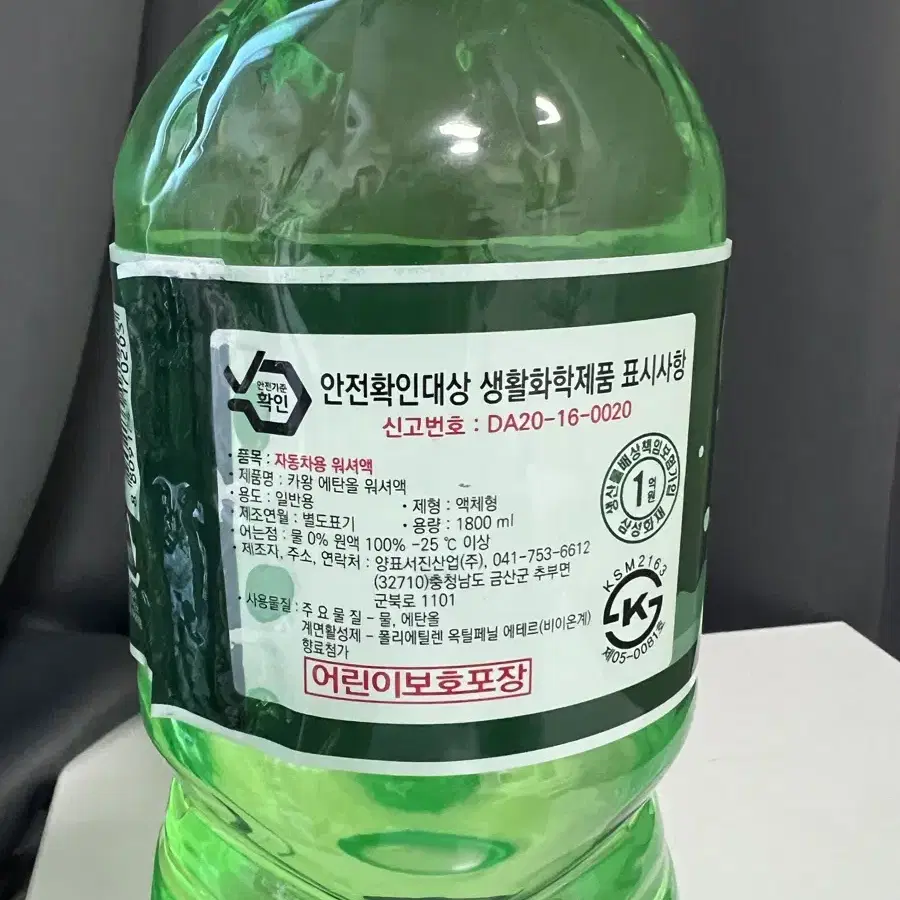 안전기준
확인
안전확인대상 생활화학제품 표시사항
신고번호 : DA20-16-0020
· 품목 : 자동차용 워셔액
· 제품명 : 카왕 에탄올 워셔액
· 용도 : 일반용
· 제형 : 액체형
· 제조연월 : 별도표기
· 용량 : 1800 ml
· 어는점 : 물 0% 원액 100% -25 ℃ 이상
· 제조자, 주소, 연락처 : 양표서진산업(주), 041-753-6612
(32710)충청남도 금산군 추부면
군북로 1101
· 사용물질 : 주요물질 – 물, 에탄올
계면활성제 – 폴리에틸렌 옥틸페닐 에테르(비이온계)
향료첨가
어린이보호포장
생산물배상책임보험가입
1억원
삼성화재
KSM2163
K
제05-0081호